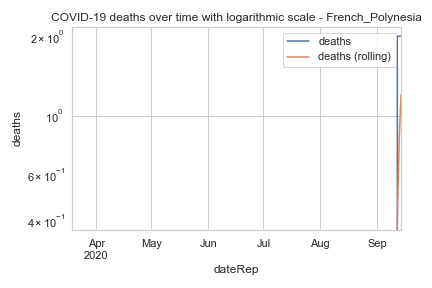 COVID-19 deaths over time with logarithmic scale - French_Polynesia
deaths
deaths (rolling)
2 × 10⁰
10⁰
6 × 10⁻¹
4 × 10⁻¹
deaths
Apr
2020
May
Jun
Jul
Aug
Sep
dateRep